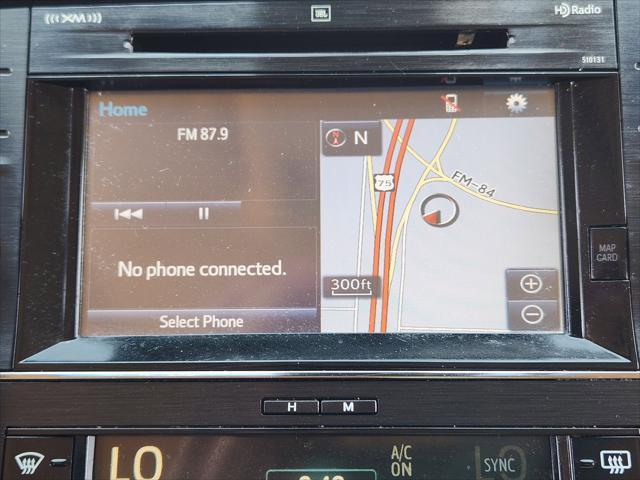 XM
JBL
HD Radio
510131
Home
FM 87.9
N
75
FM-84
No phone connected.
300ft
Select Phone
MAP
CARD
H M
LO
A/C
ON
SYNC
LO